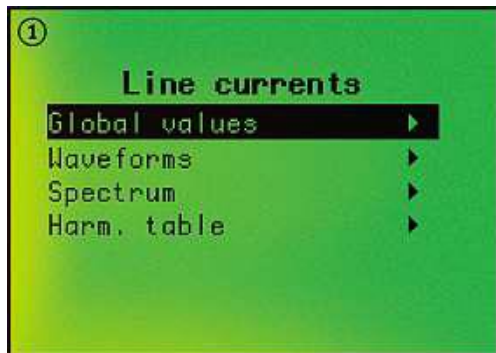 ①
Line currents
Global values ▶
Waveforms ▶
Spectrum ▶
Harm. table ▶